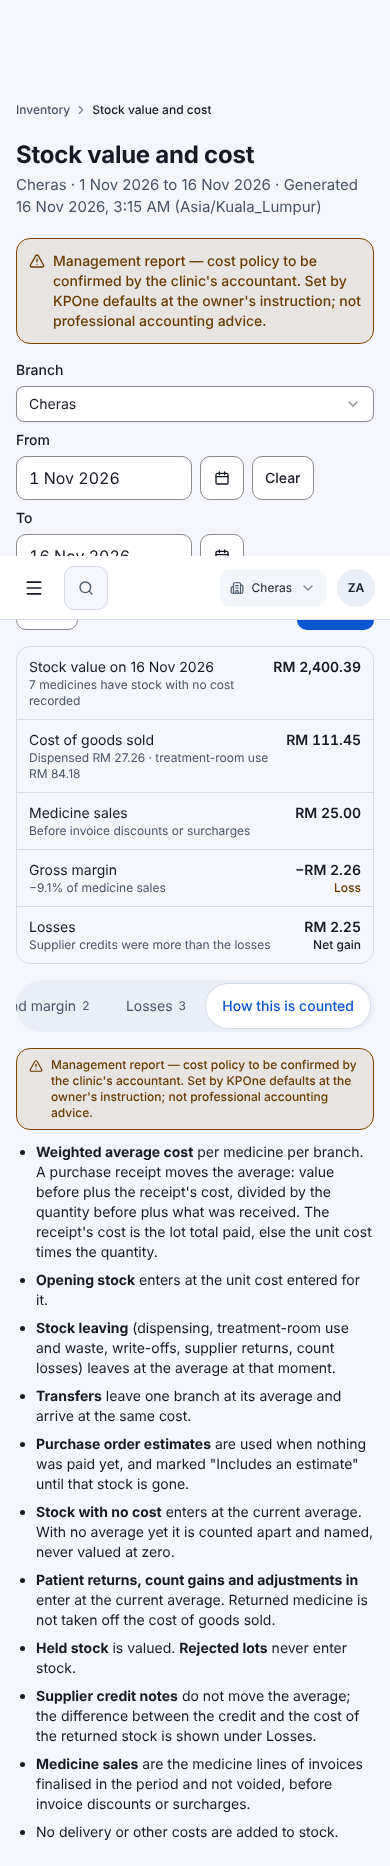 Inventory > Stock value and cost
Stock value and cost
Cheras · 1 Nov 2026 to 16 Nov 2026 · Generated
16 Nov 2026, 3:15 AM (Asia/Kuala_Lumpur)
Management report — cost policy to be
confirmed by the clinic's accountant. Set by
KPOne defaults at the owner's instruction; not
professional accounting advice.
Branch
Cheras
From
1 Nov 2026
Clear
To
16 Nov 2026
Cheras
ZA
Stock value on 16 Nov 2026
RM 2,400.39
7 medicines have stock with no cost
recorded
Cost of goods sold
RM 111.45
Dispensed RM 27.26 · treatment-room use
RM 84.18
Medicine sales
RM 25.00
Before invoice discounts or surcharges
Gross margin
−RM 2.26
−9.1% of medicine sales
Loss
Losses
RM 2.25
Supplier credits were more than the losses
Net gain
d margin 2
Losses 3
How this is counted
Management report — cost policy to be confirmed by
the clinic's accountant. Set by KPOne defaults at the
owner's instruction; not professional accounting
advice.
• Weighted average cost per medicine per branch.
A purchase receipt moves the average: value
before plus the receipt's cost, divided by the
quantity before plus what was received. The
receipt's cost is the lot total paid, else the unit cost
times the quantity.
• Opening stock enters at the unit cost entered for
it.
• Stock leaving (dispensing, treatment-room use
and waste, write-offs, supplier returns, count
losses) leaves at the average at that moment.
• Transfers leave one branch at its average and
arrive at the same cost.
• Purchase order estimates are used when nothing
was paid yet, and marked "Includes an estimate"
until that stock is gone.
• Stock with no cost enters at the current average.
With no average yet it is counted apart and named,
never valued at zero.
• Patient returns, count gains and adjustments in
enter at the current average. Returned medicine is
not taken off the cost of goods sold.
• Held stock is valued. Rejected lots never enter
stock.
• Supplier credit notes do not move the average;
the difference between the credit and the cost of
the returned stock is shown under Losses.
• Medicine sales are the medicine lines of invoices
finalised in the period and not voided, before
invoice discounts or surcharges.
• No delivery or other costs are added to stock.